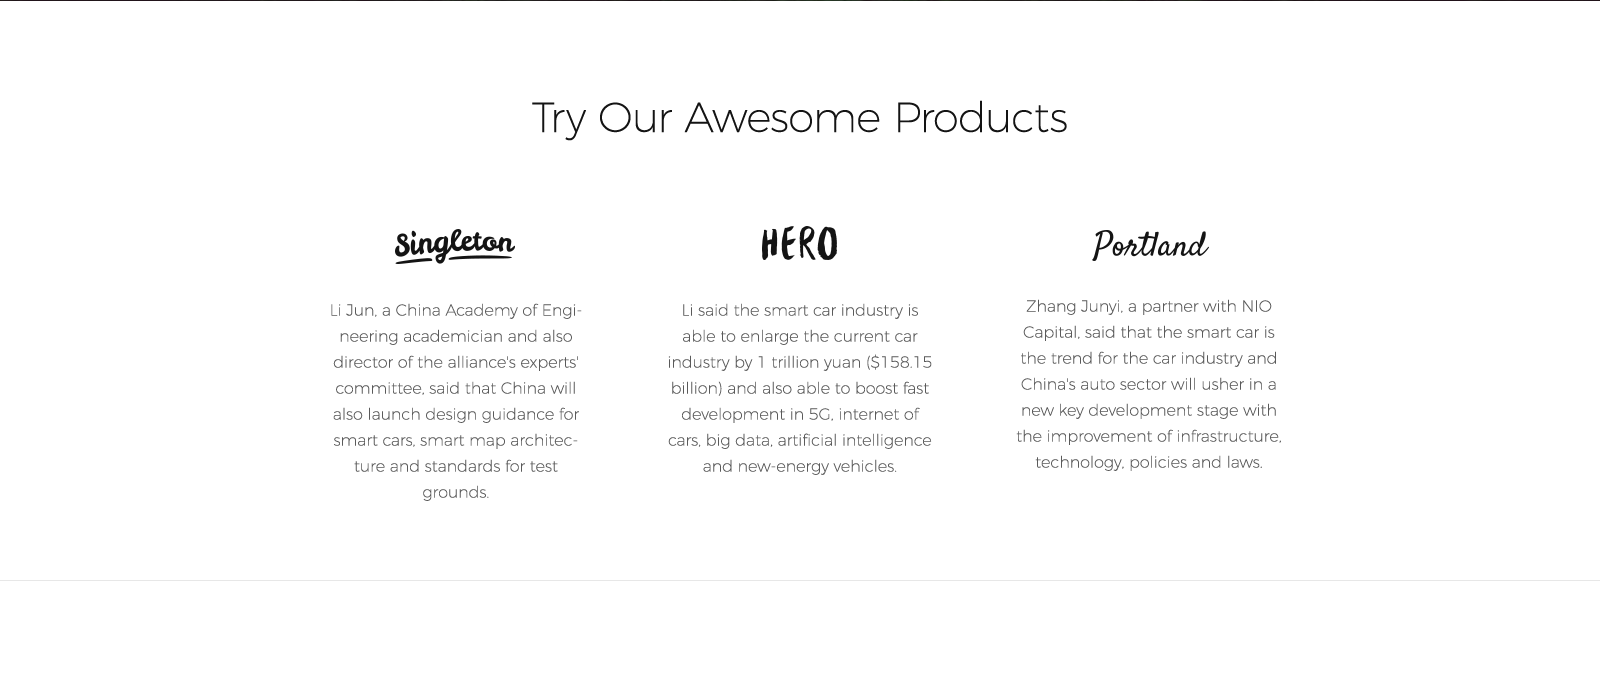 Try Our Awesome Products
Singleton
Li Jun, a China Academy of Engi-
neering academician and also
director of the alliance's experts'
committee, said that China will
also launch design guidance for
smart cars, smart map architec-
ture and standards for test
grounds.
HERO
Li said the smart car industry is
able to enlarge the current car
industry by 1 trillion yuan ($158.15
billion) and also able to boost fast
development in 5G, internet of
cars, big data, artificial intelligence
and new-energy vehicles.
Portland
Zhang Junyi, a partner with NIO
Capital, said that the smart car is
the trend for the car industry and
China's auto sector will usher in a
new key development stage with
the improvement of infrastructure,
technology, policies and laws.